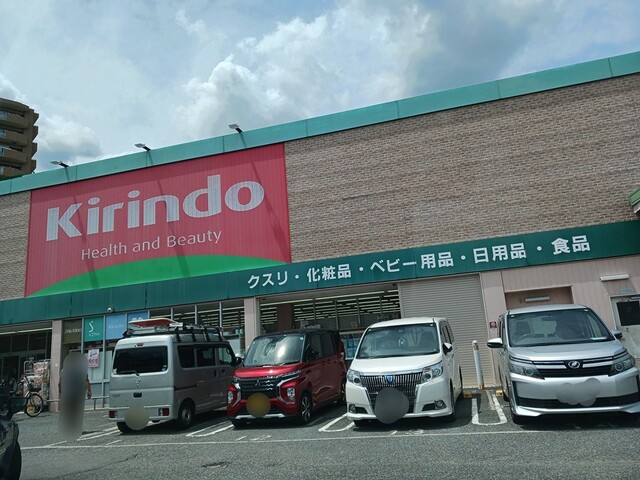 Kirindo
Health and Beauty
クスリ・化粧品・ベビー用品・日用品・食品